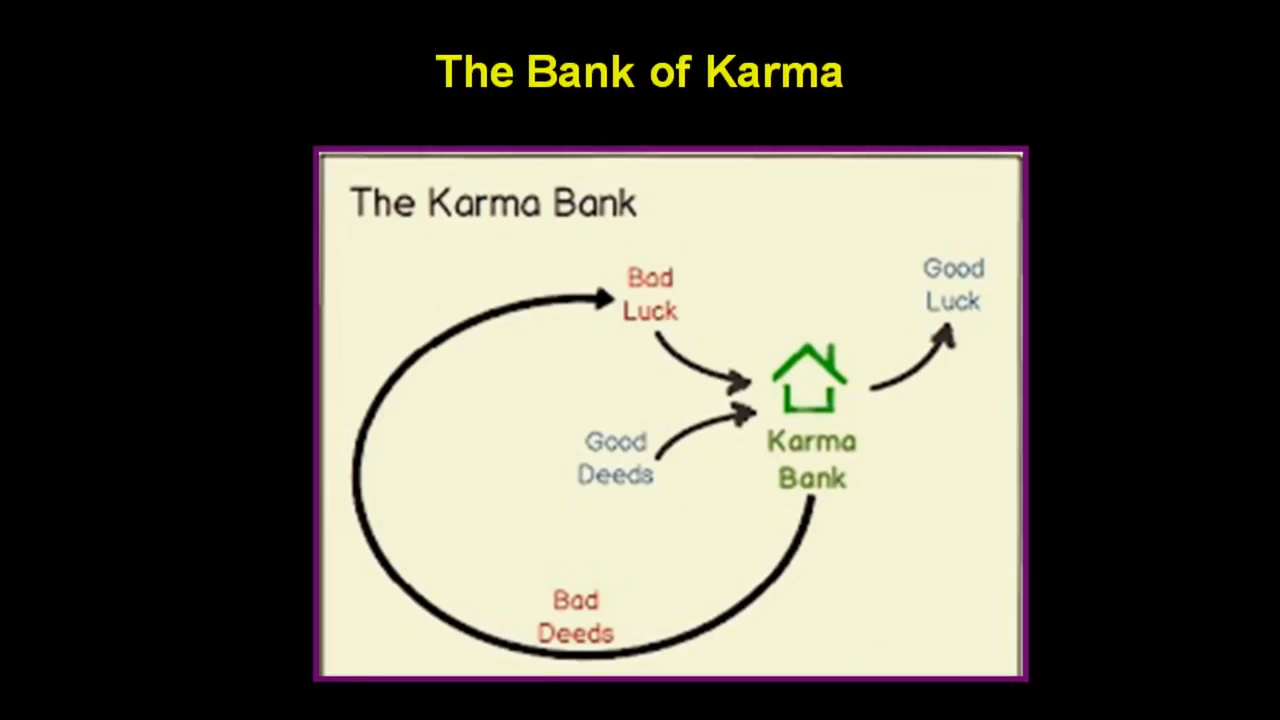 The Bank of Karma
The Karma Bank
Bad
Luck
Good
Luck
Good
Deeds
Karma
Bank
Bad
Deeds